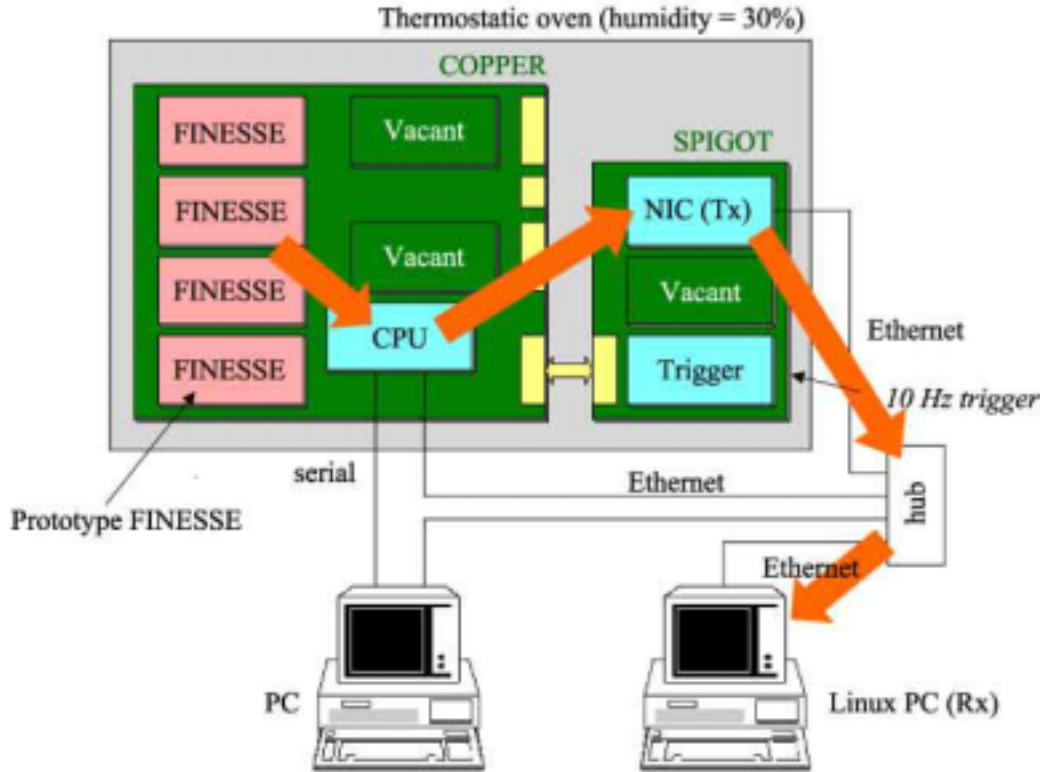 Thermostatic oven (humidity = 30%)
COPPER
FINESSE
Vacant
SPIGOT
FINESSE
NIC (Tx)
Vacant
FINESSE
Vacant
Ethernet
CPU
FINESSE
Trigger
10 Hz trigger
serial
Ethernet
hub
Prototype FINESSE
Ethernet
PC
Linux PC (Rx)